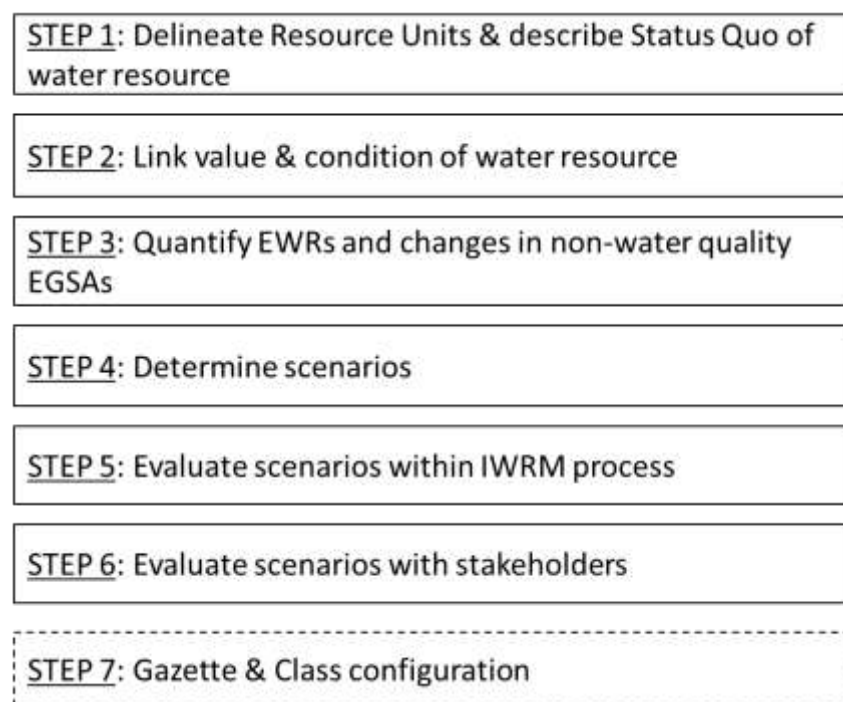 STEP 1: Delineate Resource Units & describe Status Quo of
water resource
STEP 2: Link value & condition of water resource
STEP 3: Quantify EWRs and changes in non-water quality
EGSAs
STEP 4: Determine scenarios
STEP 5: Evaluate scenarios within IWRM process
STEP 6: Evaluate scenarios with stakeholders
STEP 7: Gazette & Class configuration